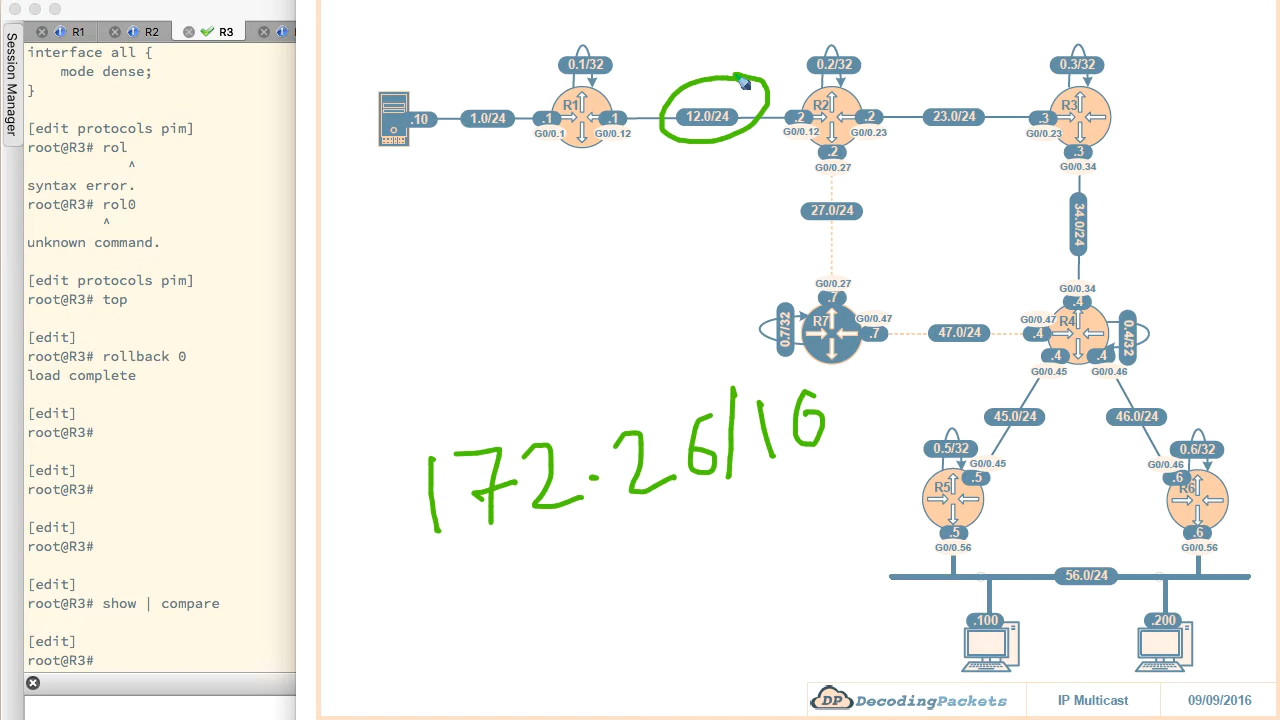 Session Manager
R1 R2 R3
interface all {
mode dense;
}
[edit protocols pim]
root@R3# rol
^
syntax error.
root@R3# rol0
^
unknown command.
[edit protocols pim]
root@R3# top
[edit]
root@R3# rollback 0
load complete
[edit]
root@R3#
[edit]
root@R3#
[edit]
root@R3#
[edit]
root@R3# show | compare
[edit]
root@R3#
0.1/32
0.2/32
0.3/32
R1
R2
R3
.10
1.0/24
.1
.1
12.0/24
.2
.2
23.0/24
.3
G0/0.1
G0/0.12
G0/0.12
G0/0.23
G0/0.23
.2
.3
G0/0.27
G0/0.34
27.0/24
34.0/24
G0/0.27
G0/0.34
.7
.4
0.7/32
R7
G0/0.47
.7
47.0/24
G0/0.47
.4
R4
0.4/32
.4
.4
G0/0.45
G0/0.46
172.26/16
45.0/24
46.0/24
0.5/32
0.6/32
G0/0.45
G0/0.46
R5
.5
.6
R6
.5
.6
G0/0.56
G0/0.56
56.0/24
.100
.200
DP DecodingPackets
IP Multicast
09/09/2016